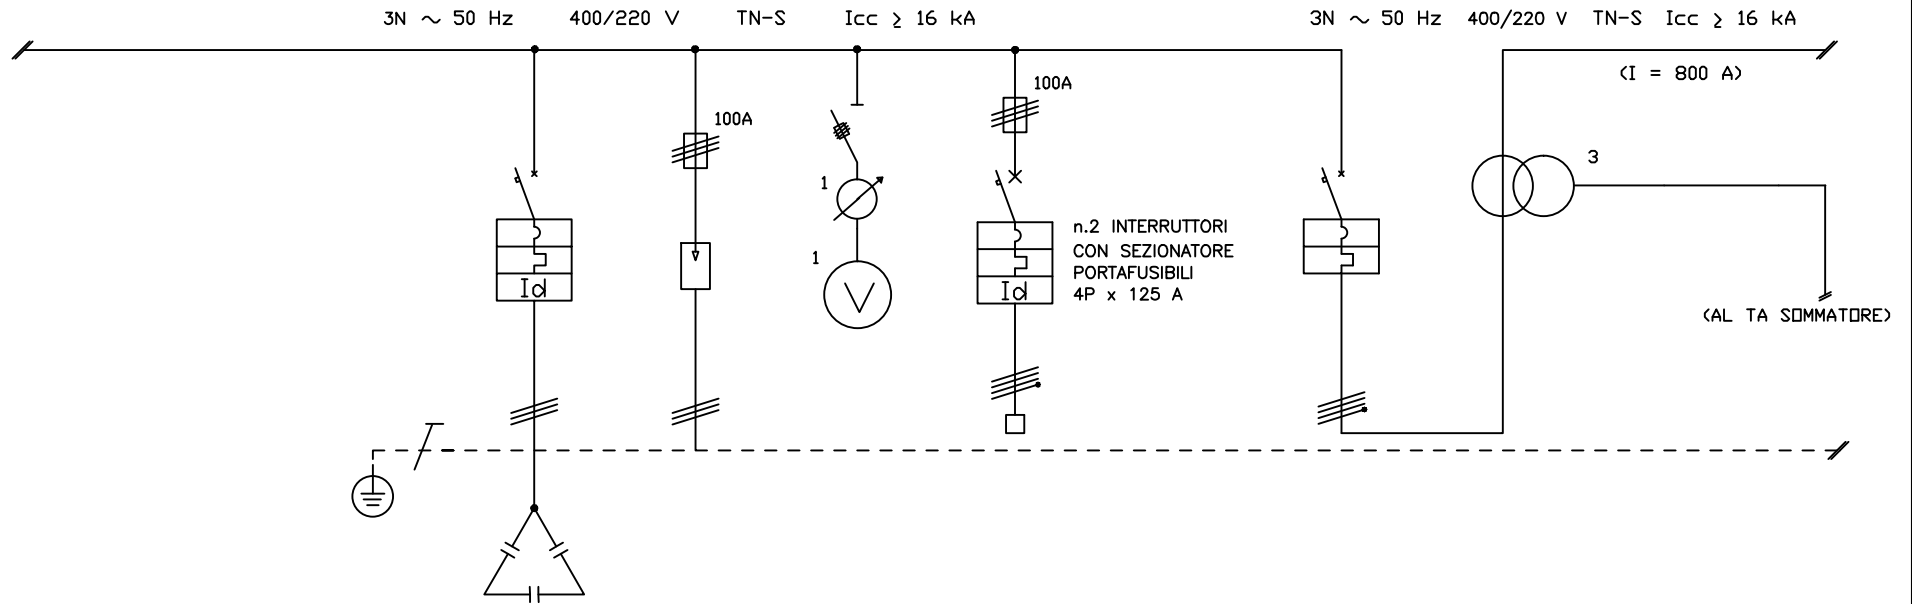 3N ~ 50 Hz 400/220 V TN-S Icc ≥ 16 kA
3N ~ 50 Hz 400/220 V TN-S Icc ≥ 16 kA
(I = 800 A)
100A
100A
3
1
1
V
Id
Id
n.2 INTERRUTTORI
CON SEZIONATORE
PORTAFUSIBILI
4P x 125 A
(AL TA SOMMATORE)